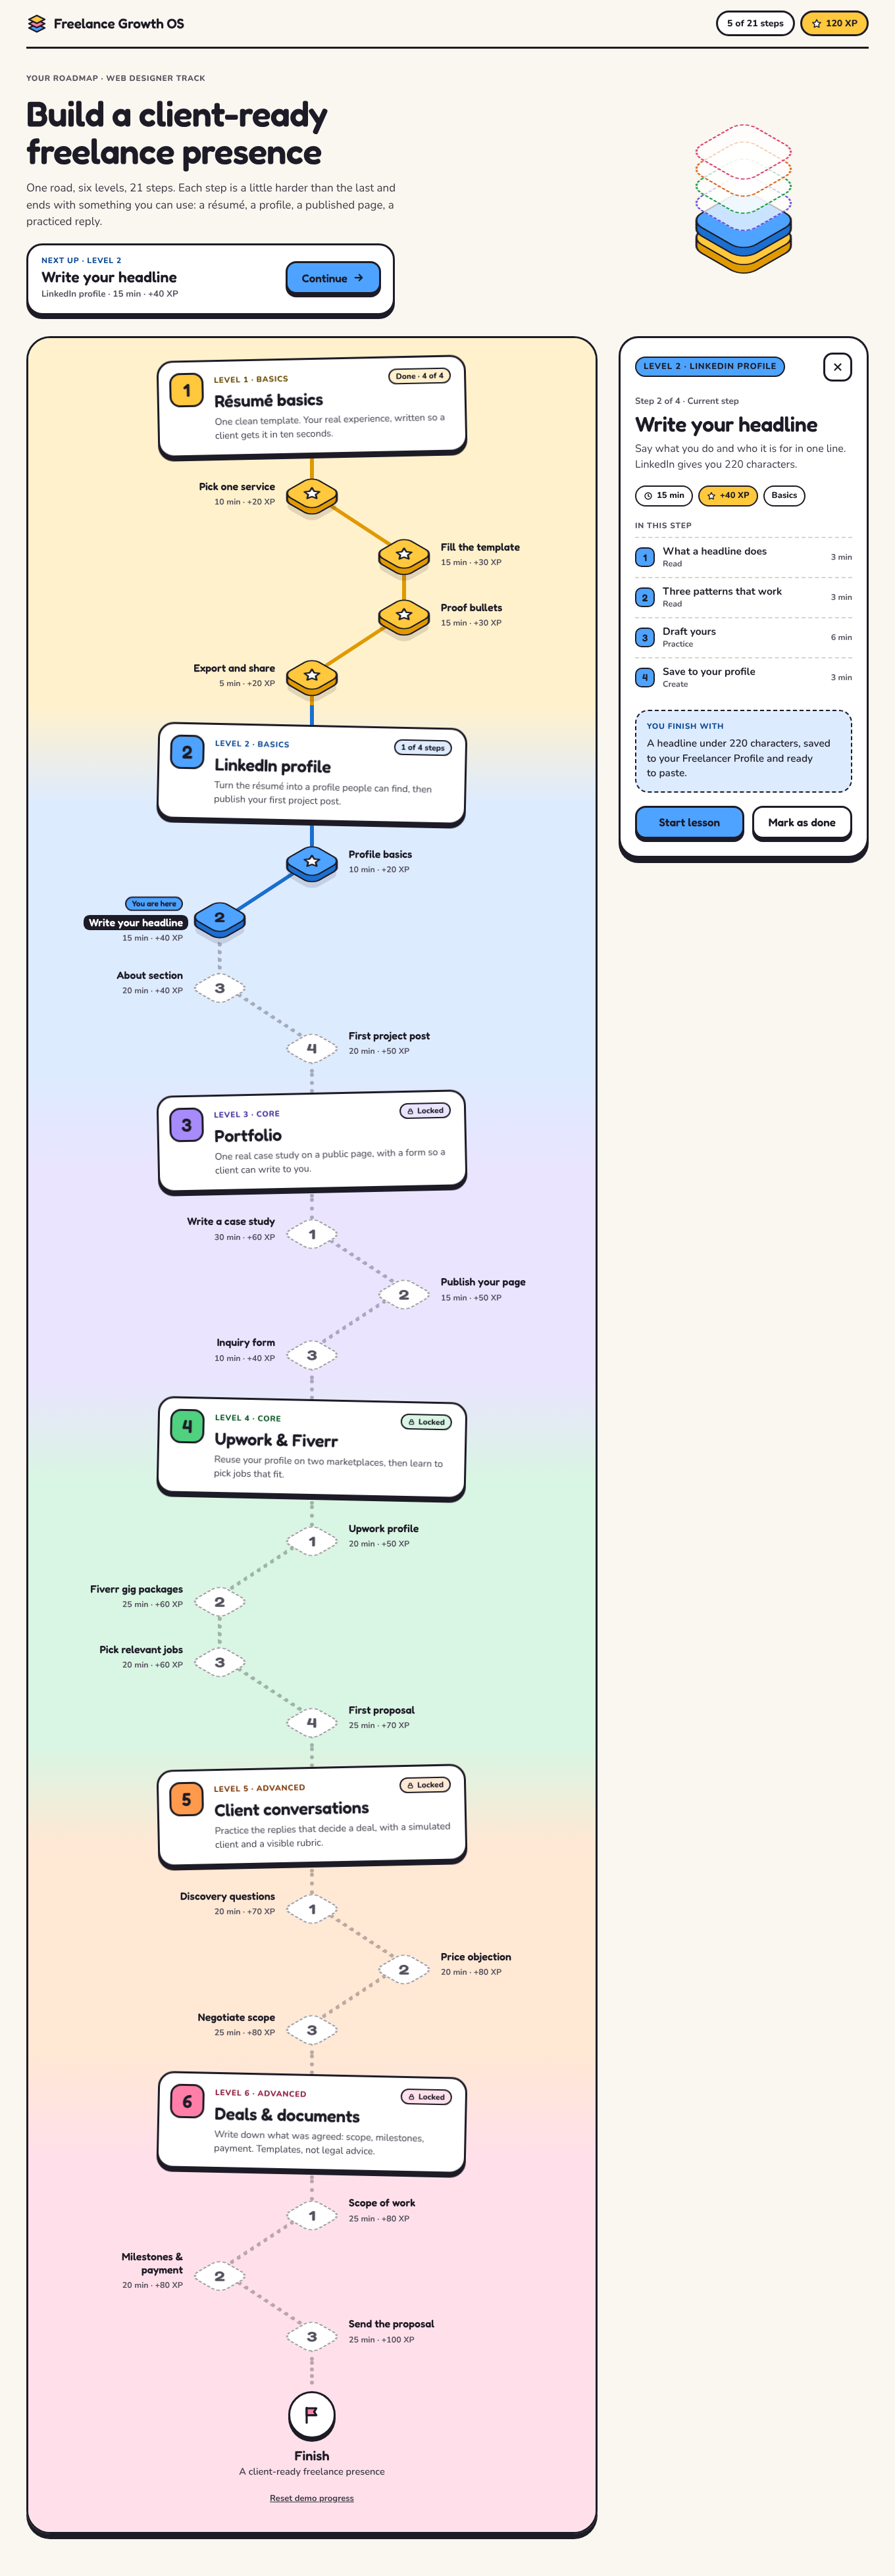 Freelance Growth OS
5 of 21 steps
120 XP
YOUR ROADMAP · WEB DESIGNER TRACK
Build a client-ready
freelance presence
One road, six levels, 21 steps. Each step is a little harder than the last and
ends with something you can use: a résumé, a profile, a published page, a
practiced reply.
NEXT UP · LEVEL 2
Write your headline
LinkedIn profile · 15 min · +40 XP
Continue →
1
LEVEL 1 · BASICS
Done · 4 of 4
Résumé basics
One clean template. Your real experience, written so a
client gets it in ten seconds.
Pick one service
10 min · +20 XP
Fill the template
15 min · +30 XP
Proof bullets
15 min · +30 XP
Export and share
5 min · +20 XP
2
LEVEL 2 · BASICS
1 of 4 steps
LinkedIn profile
Turn the résumé into a profile people can find, then
publish your first project post.
Profile basics
10 min · +20 XP
You are here
Write your headline
15 min · +40 XP
2
About section
20 min · +40 XP
3
4
First project post
20 min · +50 XP
3
LEVEL 3 · CORE
Locked
Portfolio
One real case study on a public page, with a form so a
client can write to you.
Write a case study
30 min · +60 XP
1
2
Publish your page
15 min · +50 XP
Inquiry form
10 min · +40 XP
3
4
LEVEL 4 · CORE
Locked
Upwork & Fiverr
Reuse your profile on two marketplaces, then learn to
pick jobs that fit.
1
Upwork profile
20 min · +50 XP
Fiverr gig packages
25 min · +60 XP
2
Pick relevant jobs
20 min · +60 XP
3
4
First proposal
25 min · +70 XP
5
LEVEL 5 · ADVANCED
Locked
Client conversations
Practice the replies that decide a deal, with a simulated
client and a visible rubric.
Discovery questions
20 min · +70 XP
1
2
Price objection
20 min · +80 XP
Negotiate scope
25 min · +80 XP
3
6
LEVEL 6 · ADVANCED
Locked
Deals & documents
Write down what was agreed: scope, milestones,
payment. Templates, not legal advice.
1
Scope of work
25 min · +80 XP
Milestones &
payment
20 min · +80 XP
2
3
Send the proposal
25 min · +100 XP
Finish
A client-ready freelance presence
Reset demo progress
LEVEL 2 · LINKEDIN PROFILE
Step 2 of 4 · Current step
Write your headline
Say what you do and who it is for in one line.
LinkedIn gives you 220 characters.
15 min
+40 XP
Basics
IN THIS STEP
1
What a headline does
Read
3 min
2
Three patterns that work
Read
3 min
3
Draft yours
Practice
6 min
4
Save to your profile
Create
3 min
YOU FINISH WITH
A headline under 220 characters, saved
to your Freelancer Profile and ready
to paste.
Start lesson
Mark as done